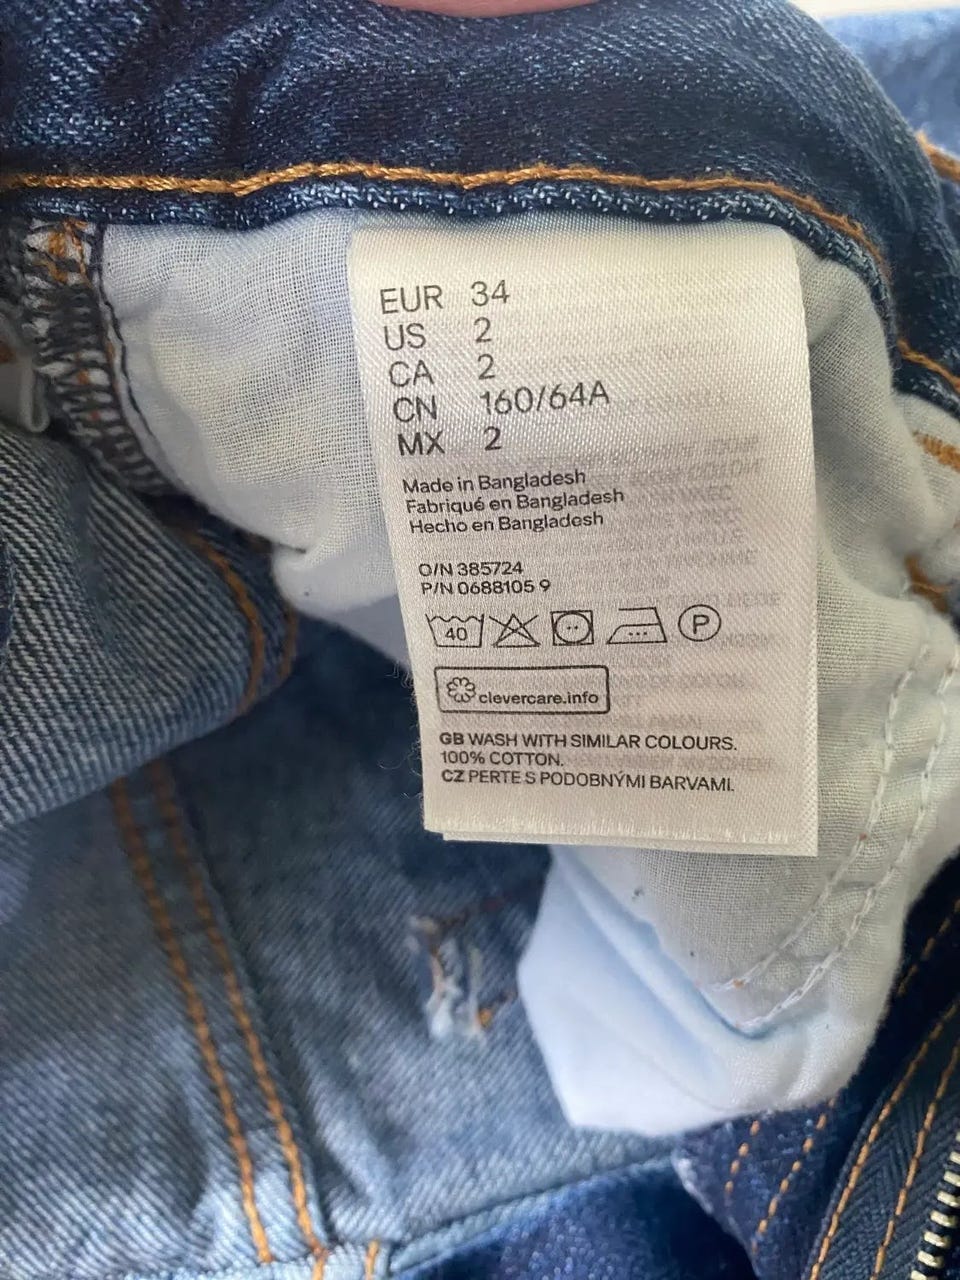 EUR 34
US 2
CA 2
CN 160/64A
MX 2
Made in Bangladesh
Fabriqué en Bangladesh
Hecho en Bangladesh
O/N 385724
P/N 0688105 9
40 P
clevercare.info
GB WASH WITH SIMILAR COLOURS.
100% COTTON.
CZ PERTE S PODOBNÝMI BARVAMI.